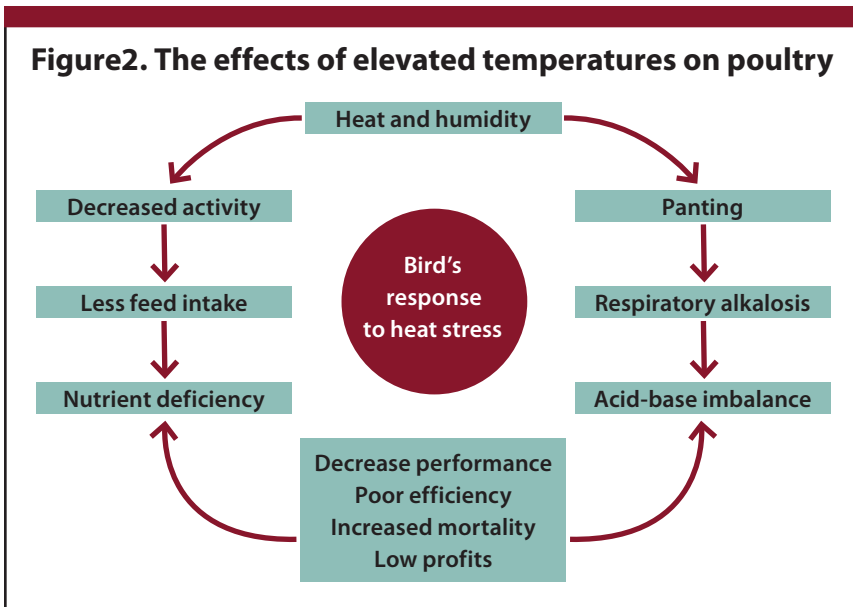 Figure2. The effects of elevated temperatures on poultry
Heat and humidity
Decreased activity
Panting
Bird's
response
to heat stress
Less feed intake
Respiratory alkalosis
Nutrient deficiency
Acid-base imbalance
Decrease performance
Poor efficiency
Increased mortality
Low profits